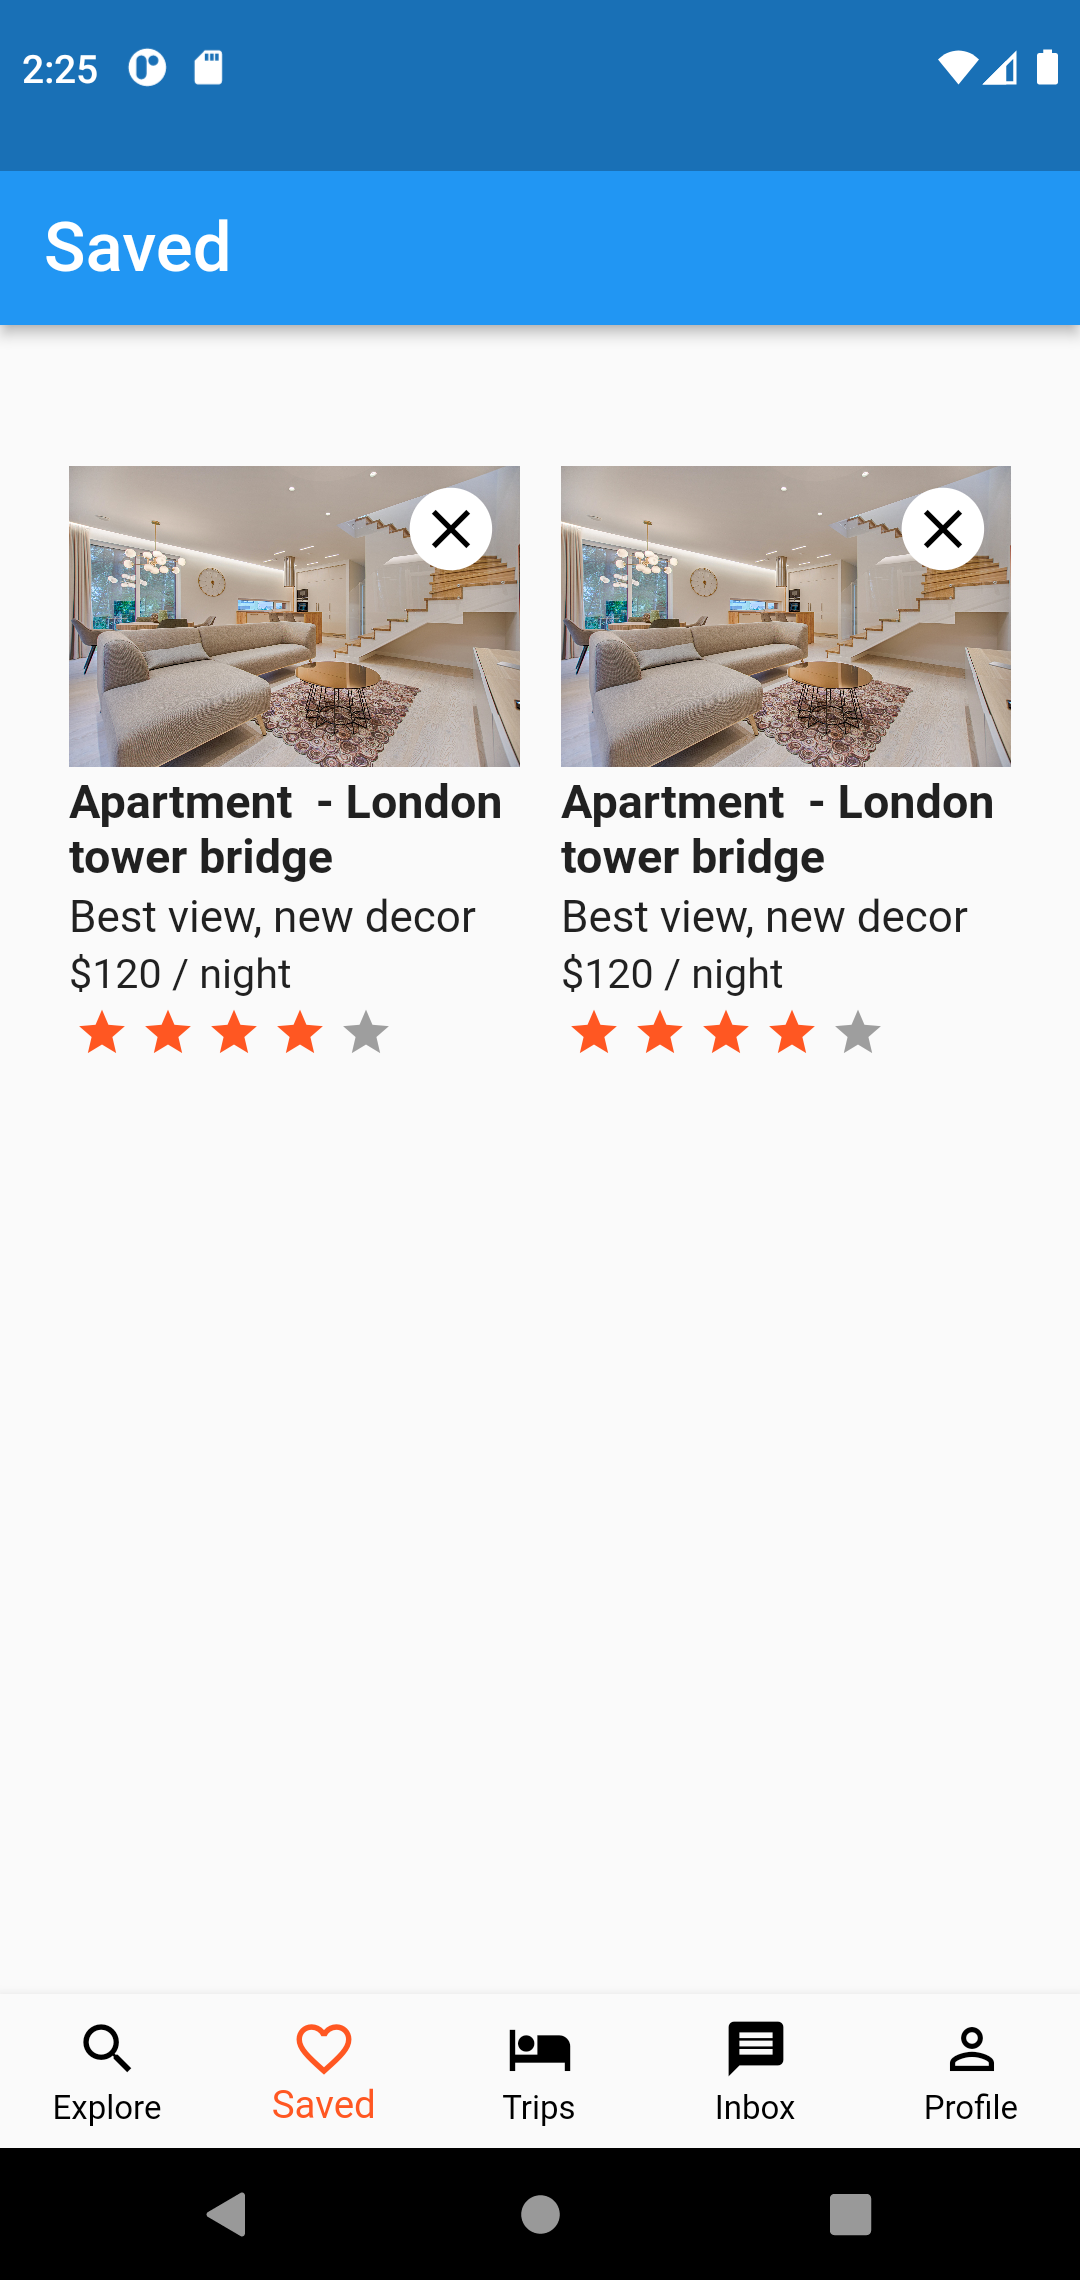 2:25
Saved
Apartment  - London
tower bridge
Best view, new decor
$120 / night
Apartment  - London
tower bridge
Best view, new decor
$120 / night
Explore
Saved
Trips
Inbox
Profile